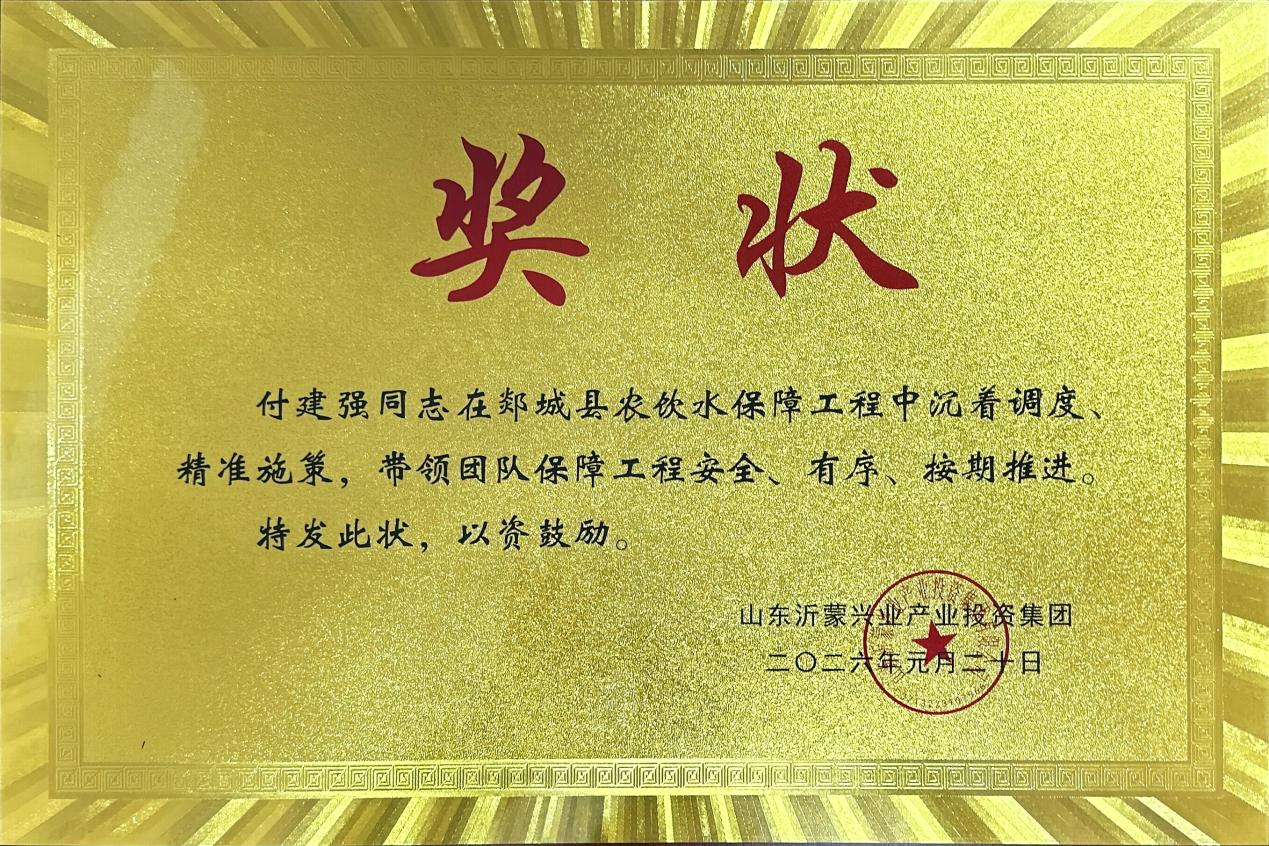 奖 状
付建强同志在郯城县农饮水保障工程中沉着调度、
精准施策，带领团队保障工程安全、有序、按期推进。
特发此状，以资鼓励。
山东沂蒙兴业产业投资集团
二〇二六年元月二十日